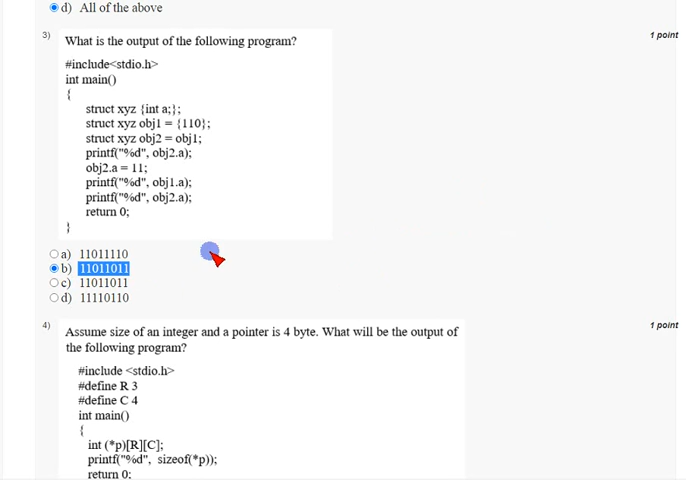 d) All of the above
3) What is the output of the following program? 1 point
#include<stdio.h>
int main()
{
struct xyz {int a;};
struct xyz obj1 = {110};
struct xyz obj2 = obj1;
printf("%d", obj2.a);
obj2.a = 11;
printf("%d", obj1.a);
printf("%d", obj2.a);
return 0;
}
a) 11011110
b) 11011011
c) 11011011
d) 11110110
4) Assume size of an integer and a pointer is 4 byte. What will be the output of 1 point
the following program?
#include <stdio.h>
#define R 3
#define C 4
int main()
{
int (*p)[R][C];
printf("%d", sizeof(*p));
return 0;